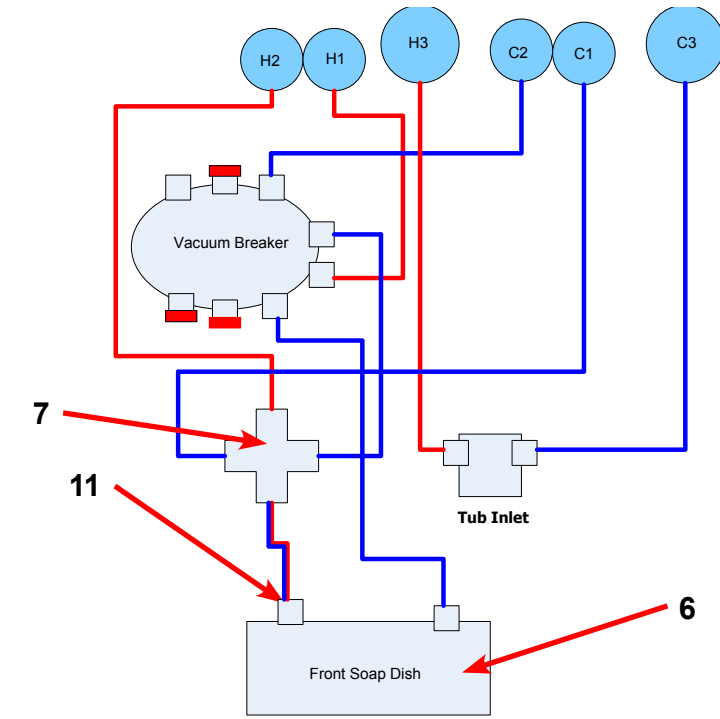 H2
H1
H3
C2
C1
C3
Vacuum Breaker
7
11
Tub Inlet
6
Front Soap Dish